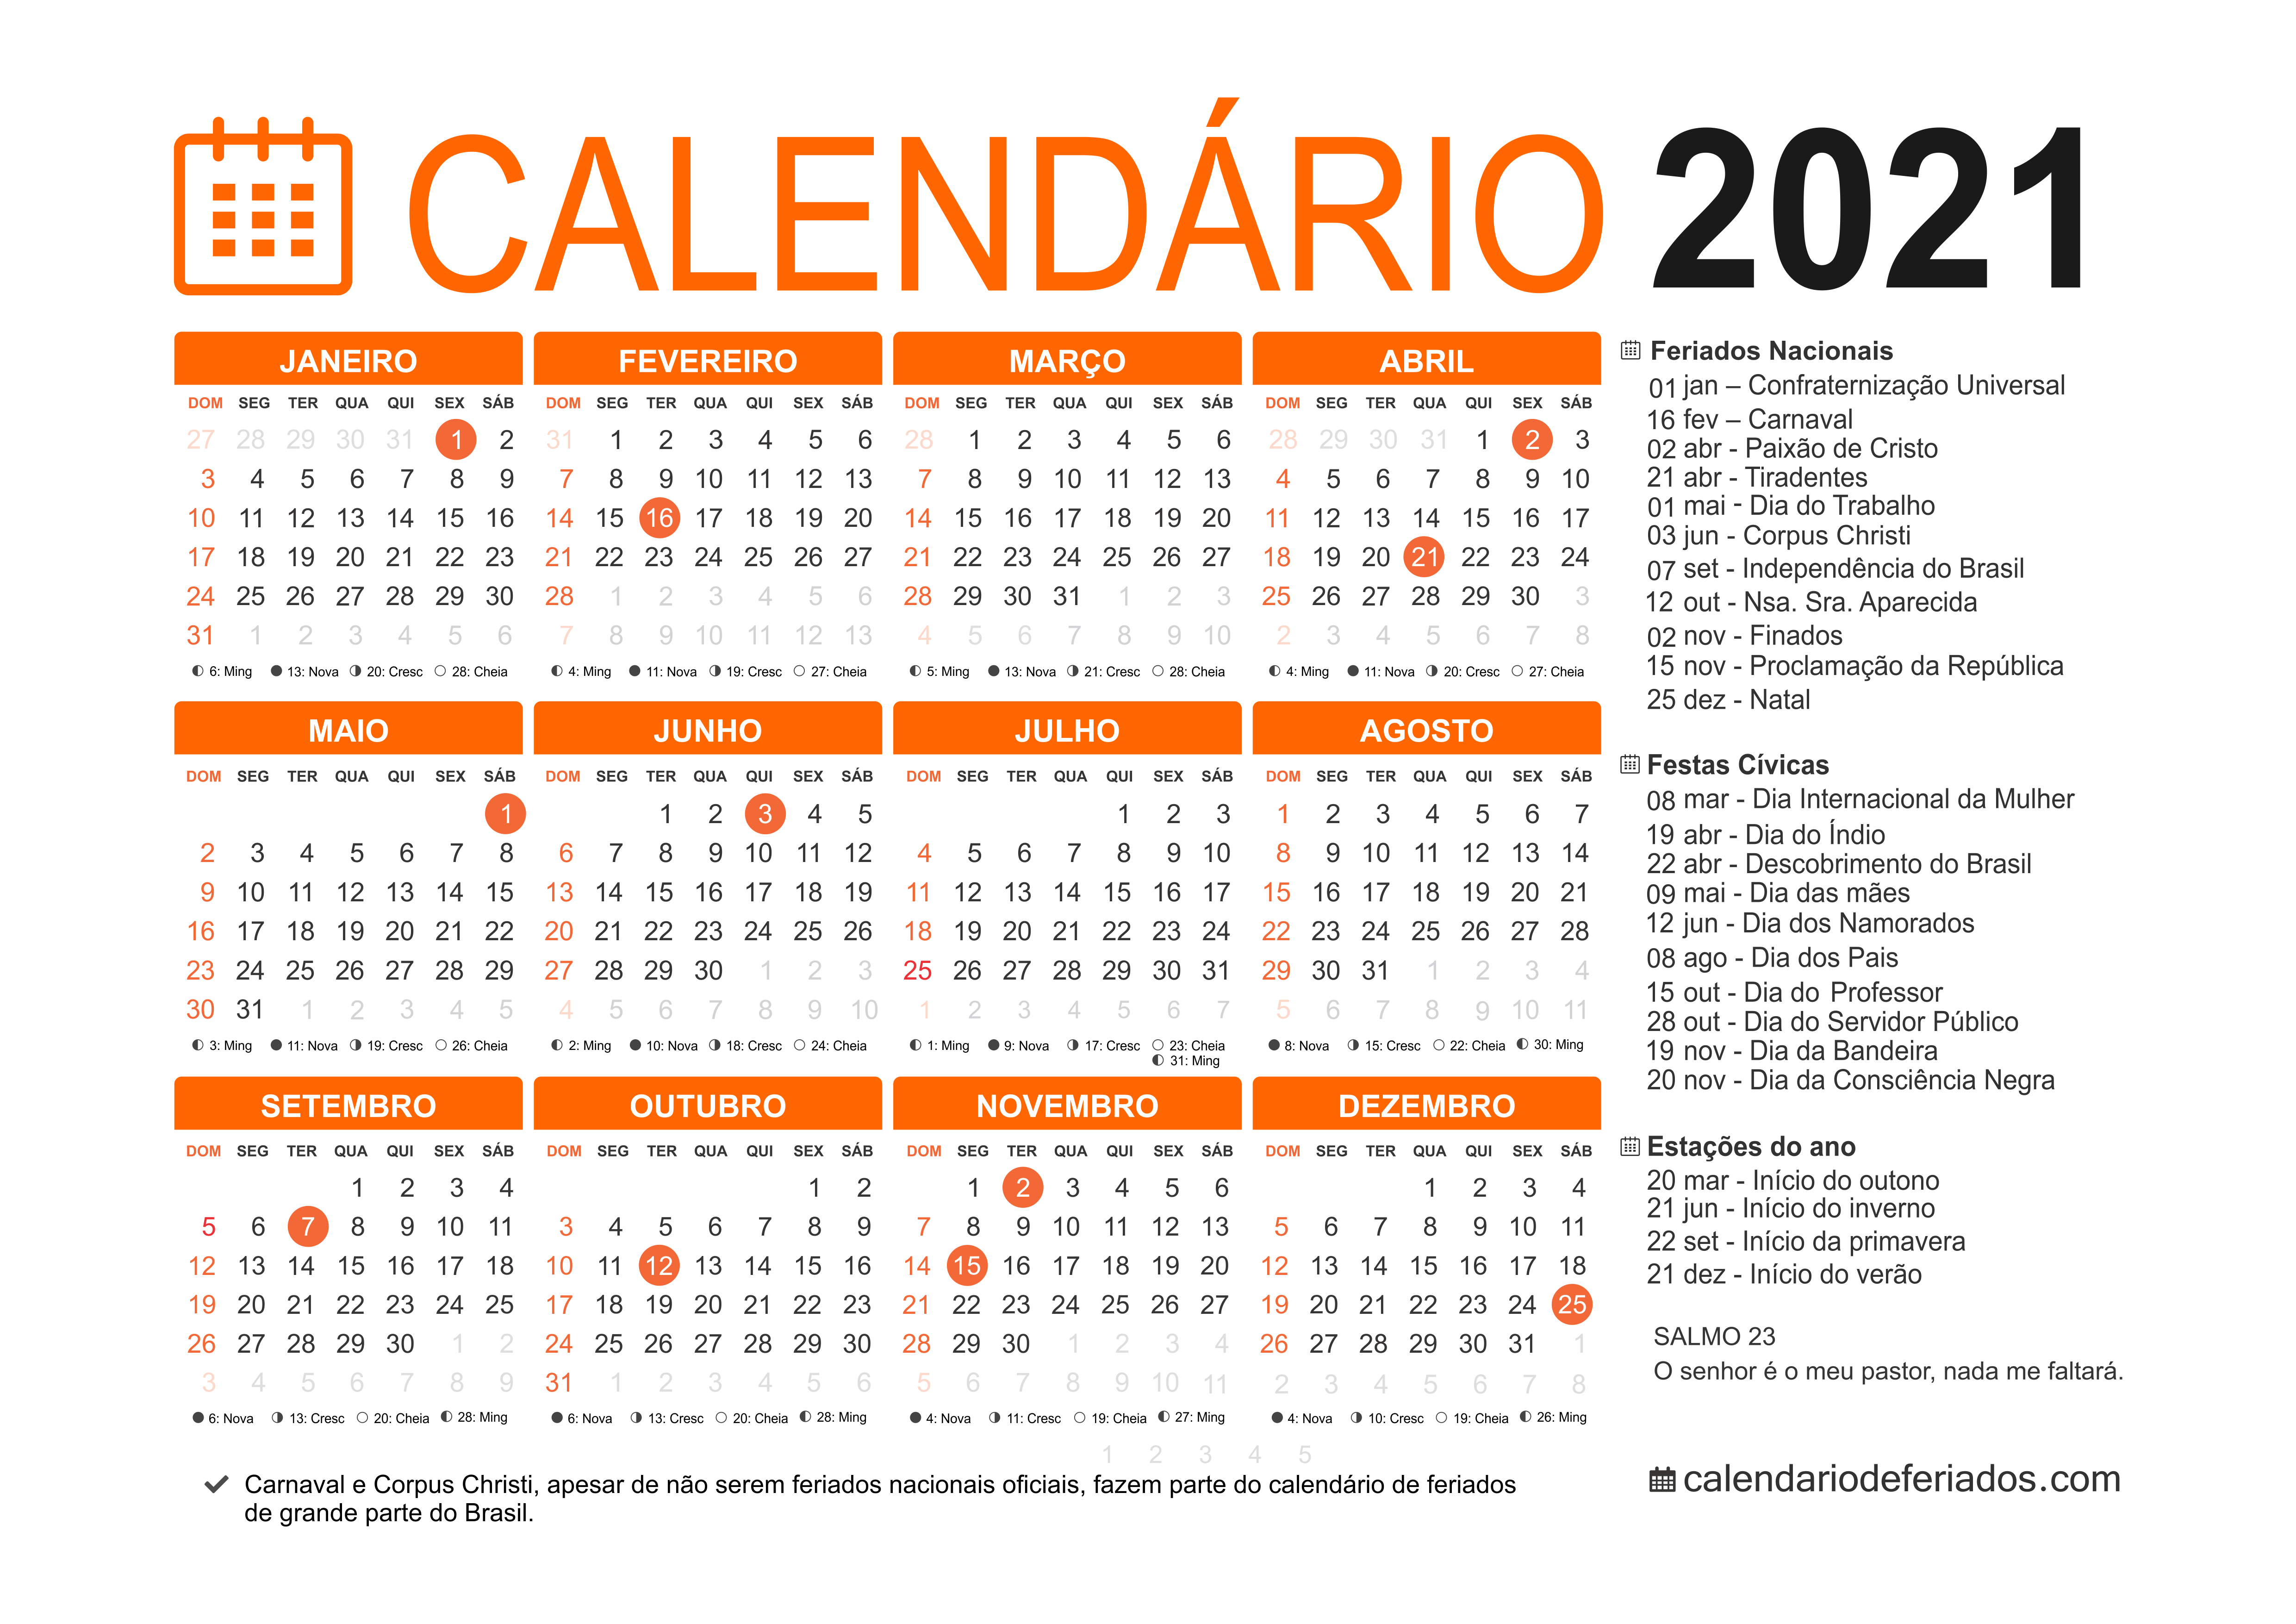 CALENDÁRIO 2021
JANEIRO
DOM SEG TER QUA QUI SEX SÁB
27 28 29 30 31 1 2
3 4 5 6 7 8 9
10 11 12 13 14 15 16
17 18 19 20 21 22 23
24 25 26 27 28 29 30
31 1 2 3 4 5 6
6: Ming 13: Nova 20: Cresc 28: Cheia
FEVEREIRO
DOM SEG TER QUA QUI SEX SÁB
31 1 2 3 4 5 6
7 8 9 10 11 12 13
14 15 16 17 18 19 20
21 22 23 24 25 26 27
28 1 2 3 4 5 6
7 8 9 10 11 12 13
4: Ming 11: Nova 19: Cresc 27: Cheia
MARÇO
DOM SEG TER QUA QUI SEX SÁB
28 1 2 3 4 5 6
7 8 9 10 11 12 13
14 15 16 17 18 19 20
21 22 23 24 25 26 27
28 29 30 31 1 2 3
4 5 6 7 8 9 10
5: Ming 13: Nova 21: Cresc 28: Cheia
ABRIL
DOM SEG TER QUA QUI SEX SÁB
28 29 30 31 1 2 3
4 5 6 7 8 9 10
11 12 13 14 15 16 17
18 19 20 21 22 23 24
25 26 27 28 29 30 3
2 3 4 5 6 7 8
4: Ming 11: Nova 20: Cresc 27: Cheia
MAIO
DOM SEG TER QUA QUI SEX SÁB
1
2 3 4 5 6 7 8
9 10 11 12 13 14 15
16 17 18 19 20 21 22
23 24 25 26 27 28 29
30 31 1 2 3 4 5
3: Ming 11: Nova 19: Cresc 26: Cheia
JUNHO
DOM SEG TER QUA QUI SEX SÁB
1 2 3 4 5
6 7 8 9 10 11 12
13 14 15 16 17 18 19
20 21 22 23 24 25 26
27 28 29 30 1 2 3
4 5 6 7 8 9 10
2: Ming 10: Nova 18: Cresc 24: Cheia
JULHO
DOM SEG TER QUA QUI SEX SÁB
1 2 3
4 5 6 7 8 9 10
11 12 13 14 15 16 17
18 19 20 21 22 23 24
25 26 27 28 29 30 31
1 2 3 4 5 6 7
1: Ming 9: Nova 17: Cresc 23: Cheia
31: Ming
AGOSTO
DOM SEG TER QUA QUI SEX SÁB
1 2 3 4 5 6 7
8 9 10 11 12 13 14
15 16 17 18 19 20 21
22 23 24 25 26 27 28
29 30 31 1 2 3 4
5 6 7 8 9 10 11
8: Nova 15: Cresc 22: Cheia 30: Ming
SETEMBRO
DOM SEG TER QUA QUI SEX SÁB
1 2 3 4
5 6 7 8 9 10 11
12 13 14 15 16 17 18
19 20 21 22 23 24 25
26 27 28 29 30 1 2
3 4 5 6 7 8 9
6: Nova 13: Cresc 20: Cheia 28: Ming
OUTUBRO
DOM SEG TER QUA QUI SEX SÁB
1 2
3 4 5 6 7 8 9
10 11 12 13 14 15 16
17 18 19 20 21 22 23
24 25 26 27 28 29 30
31 1 2 3 4 5 6
6: Nova 13: Cresc 20: Cheia 28: Ming
NOVEMBRO
DOM SEG TER QUA QUI SEX SÁB
1 2 3 4 5 6
7 8 9 10 11 12 13
14 15 16 17 18 19 20
21 22 23 24 25 26 27
28 29 30 1 2 3 4
5 6 7 8 9 10 11
4: Nova 11: Cresc 19: Cheia 27: Ming
DEZEMBRO
DOM SEG TER QUA QUI SEX SÁB
1 2 3 4
5 6 7 8 9 10 11
12 13 14 15 16 17 18
19 20 21 22 23 24 25
26 27 28 29 30 31 1
2 3 4 5 6 7 8
4: Nova 10: Cresc 19: Cheia 26: Ming
1 2 3 4 5
Carnaval e Corpus Christi, apesar de não serem feriados nacionais oficiais, fazem parte do calendário de feriados
de grande parte do Brasil.
Feriados Nacionais
01 jan – Confraternização Universal
16 fev – Carnaval
02 abr - Paixão de Cristo
21 abr - Tiradentes
01 mai - Dia do Trabalho
03 jun - Corpus Christi
07 set - Independência do Brasil
12 out - Nsa. Sra. Aparecida
02 nov - Finados
15 nov - Proclamação da República
25 dez - Natal
Festas Cívicas
08 mar - Dia Internacional da Mulher
19 abr - Dia do Índio
22 abr - Descobrimento do Brasil
09 mai - Dia das mães
12 jun - Dia dos Namorados
08 ago - Dia dos Pais
15 out - Dia do Professor
28 out - Dia do Servidor Público
19 nov - Dia da Bandeira
20 nov - Dia da Consciência Negra
Estações do ano
20 mar - Início do outono
21 jun - Início do inverno
22 set - Início da primavera
21 dez - Início do verão
SALMO 23
O senhor é o meu pastor, nada me faltará.
calendariodeferiados.com